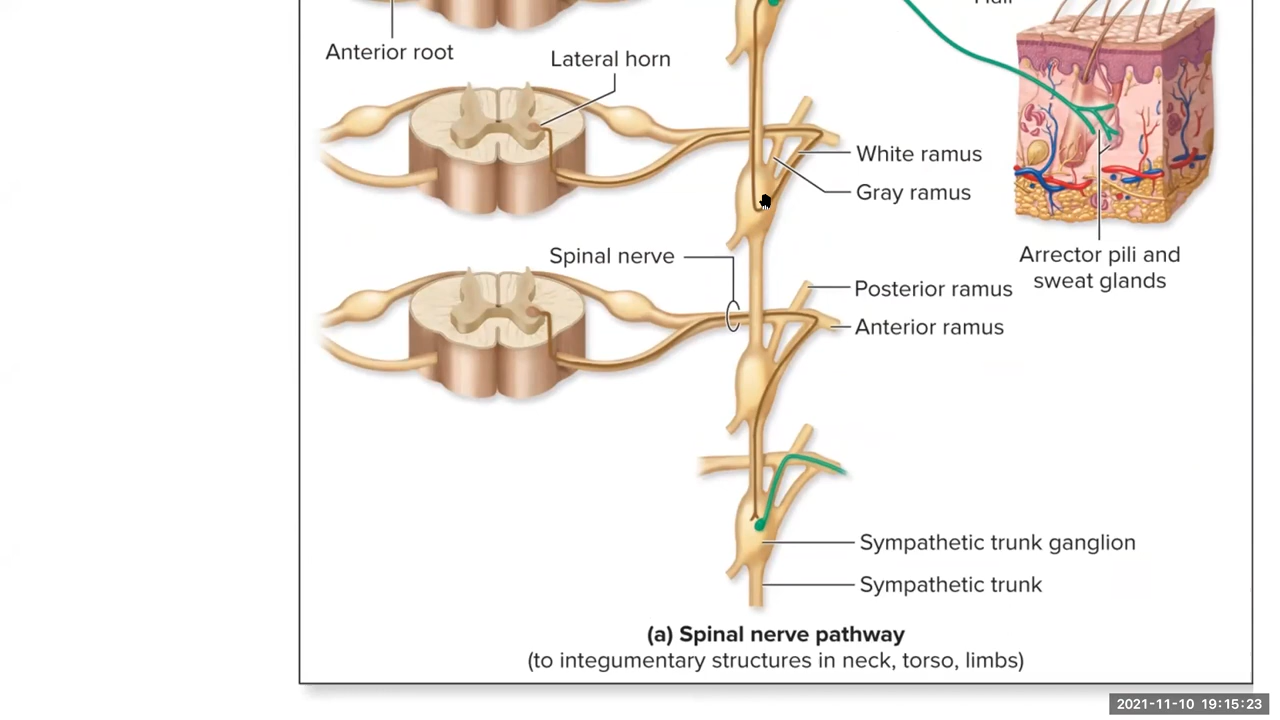 Hair
Anterior root
Lateral horn
White ramus
Gray ramus
Spinal nerve
Arrector pili and
sweat glands
Posterior ramus
Anterior ramus
Sympathetic trunk ganglion
Sympathetic trunk
(a) Spinal nerve pathway
(to integumentary structures in neck, torso, limbs)
2021-11-10 19:15:23